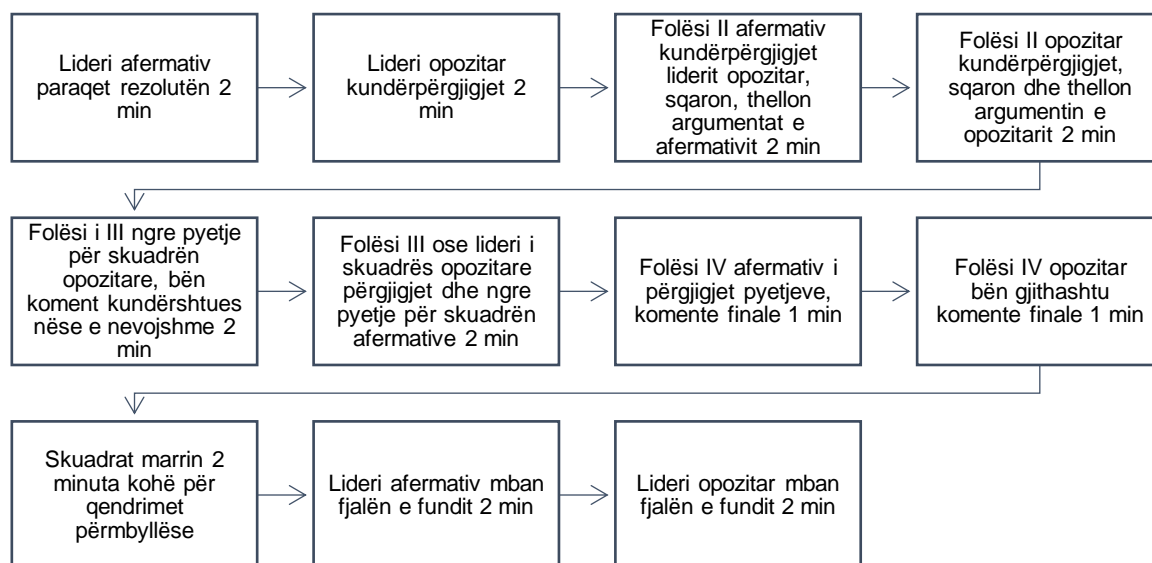 Lideri afermativ
paraqet rezolutën 2
min
Lideri opozitar
kundërpërgjigjet 2
min
Folësi II afermativ
kundërpërgjigjet
liderit opozitar,
sqaron, thellon
argumentat e
afermativit 2 min
Folësi II opozitar
kundërpërgjigjet,
sqaron dhe thellon
argumentin e
opozitarit 2 min
Folësi i III ngre pyetje
për skuadrën
opozitare, bën
koment kundërshtues
nëse e nevojshme 2
min
Folësi III ose lideri i
skuadrës opozitare
përgjigjet dhe ngre
pyetje për skuadrën
afermative 2 min
Folësi IV afermativ i
përgjigjet pyetjeve,
komente finale 1 min
Folësi IV opozitar
bën gjithashtu
komente finale 1 min
Skuadrat marrin 2
minuta kohë për
qendrimet
përmbyllëse
Lideri afermativ mban
fjalën e fundit 2 min
Lideri opozitar mban
fjalën e fundit 2 min